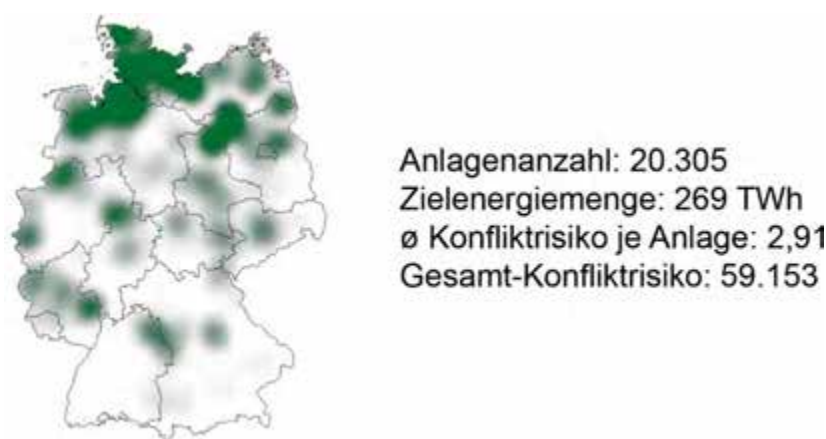 Anlagenanzahl: 20.305
Zielenergiemenge: 269 TWh
ø Konfliktrisiko je Anlage: 2,91
Gesamt-Konfliktrisiko: 59.153